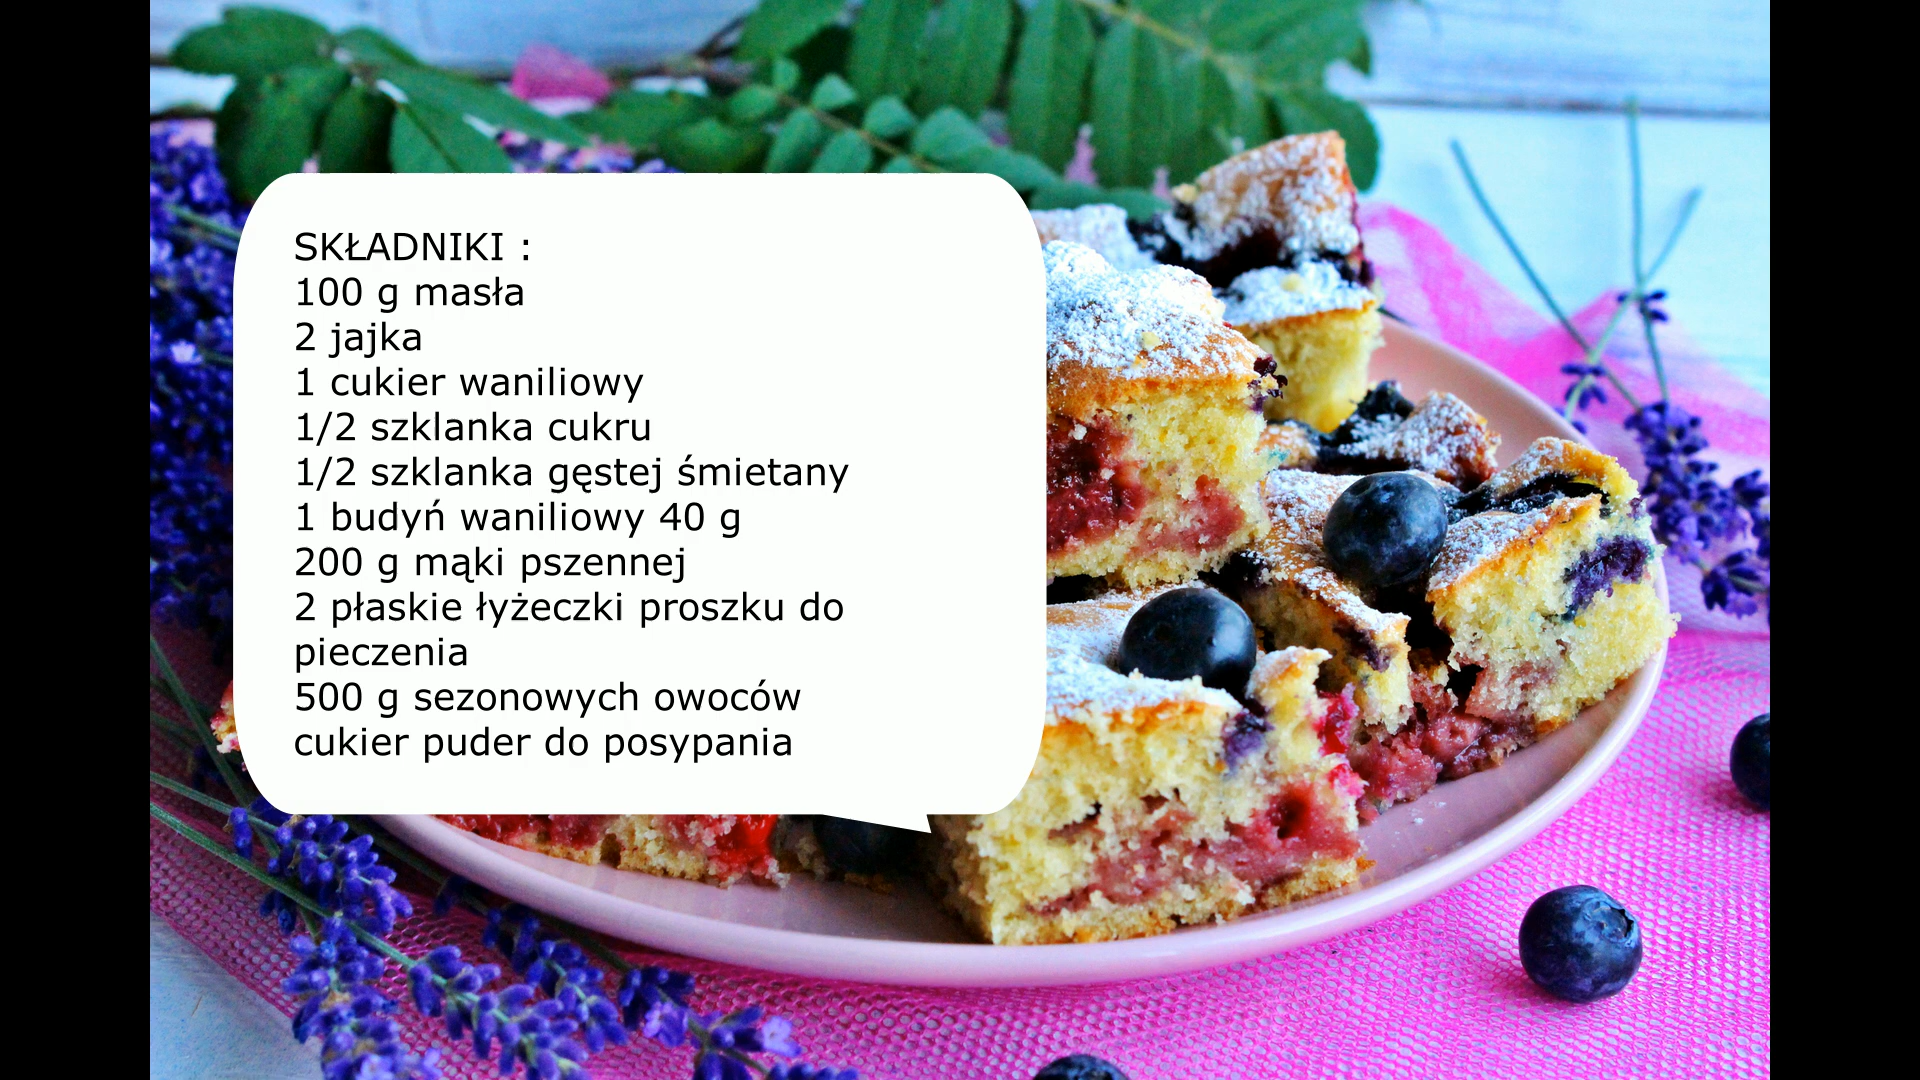 SKŁADNIKI :
100 g masła
2 jajka
1 cukier waniliowy
1/2 szklanka cukru
1/2 szklanka gęstej śmietany
1 budyń waniliowy 40 g
200 g mąki pszennej
2 płaskie łyżeczki proszku do
pieczenia
500 g sezonowych owoców
cukier puder do posypania